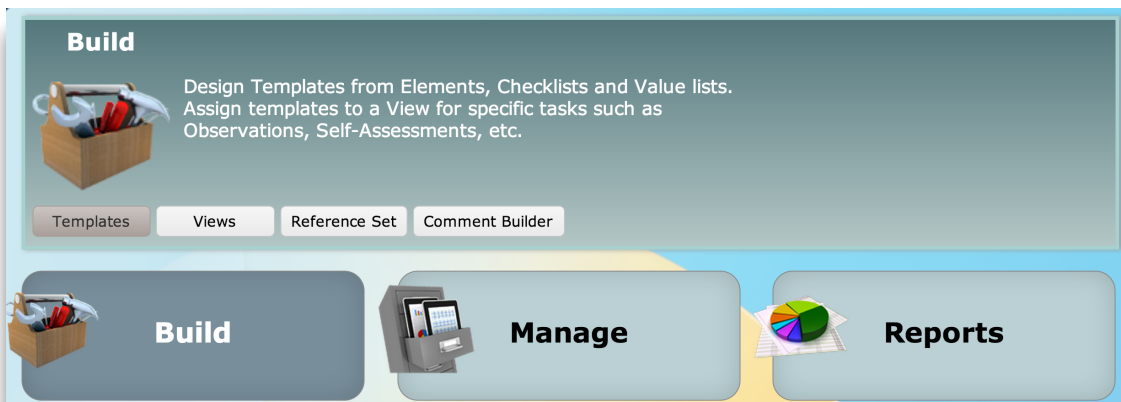 Build
Design Templates from Elements, Checklists and Value lists.
Assign templates to a View for specific tasks such as
Observations, Self-Assessments, etc.
Templates
Views
Reference Set
Comment Builder
Build
Manage
Reports